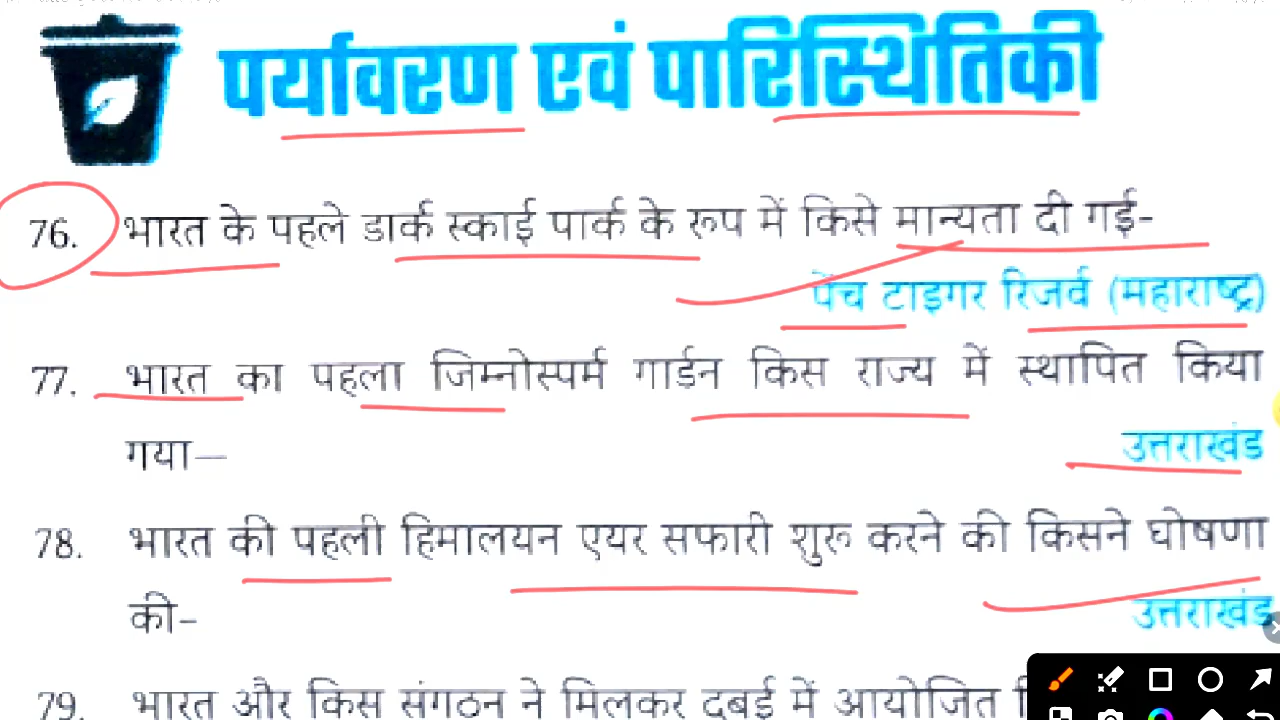 पर्यावरण एवं पारिस्थितिकी
76. भारत के पहले डार्क स्काई पार्क के रूप में किसे मान्यता दी गई-
पेंच टाइगर रिजर्व (महाराष्ट्र)
77. भारत का पहला जिम्नोस्पर्म गार्डन किस राज्य में स्थापित किया
गया—
उत्तराखंड
78. भारत की पहली हिमालयन एयर सफारी शुरू करने की किसने घोषणा
की-
उत्तराखंड
79. भारत और किस संगठन ने मिलकर दुबई में आयोजित